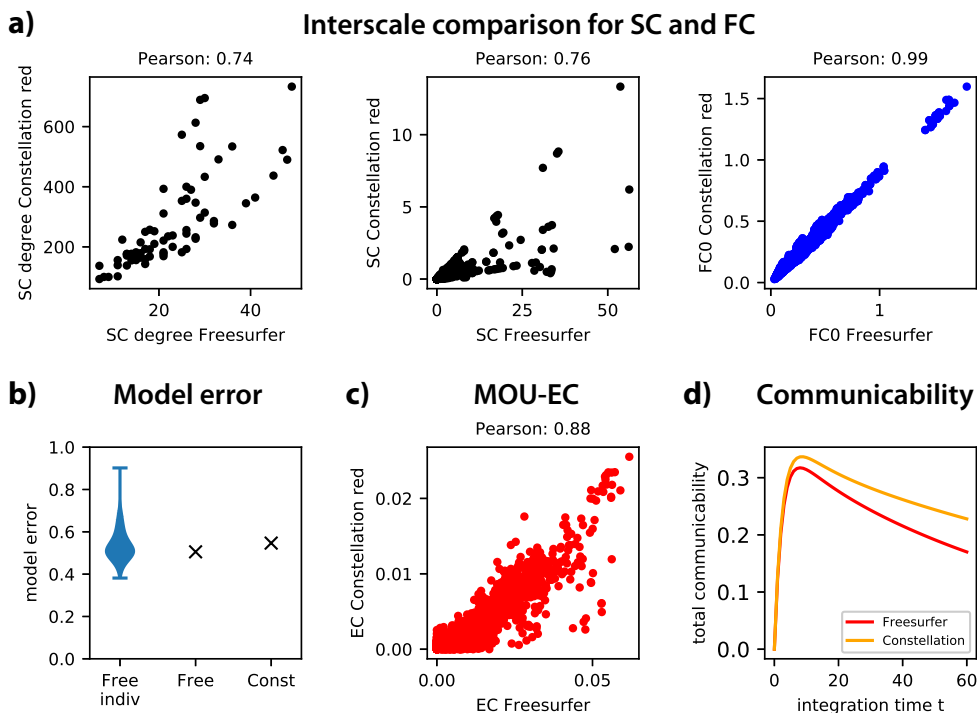 a)
Interscale comparison for SC and FC
Pearson: 0.74
SC degree Constellation red
600
400
200
20
40
SC degree Freesurfer
Pearson: 0.76
SC Constellation red
10
5
0
0
25
50
SC Freesurfer
Pearson: 0.99
FC0 Constellation red
1.5
1.0
0.5
0.0
0
1
FC0 Freesurfer
b)
Model error
model error
1.0
0.8
0.6
0.4
0.2
0.0
Free
indiv
Free
Const
c)
MOU-EC
Pearson: 0.88
EC Constellation red
0.02
0.01
0.00
0.00
0.05
EC Freesurfer
d)
Communicability
total communicability
0.3
0.2
0.1
0.0
Freesurfer
Constellation
0
20
40
60
integration time t